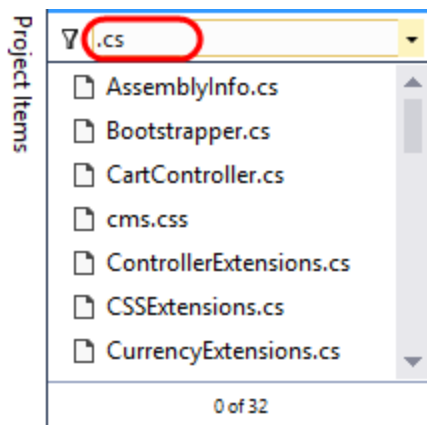 Project Items
.cs
AssemblyInfo.cs
Bootstrapper.cs
CartController.cs
cms.css
ControllerExtensions.cs
CSSExtensions.cs
CurrencyExtensions.cs
0 of 32